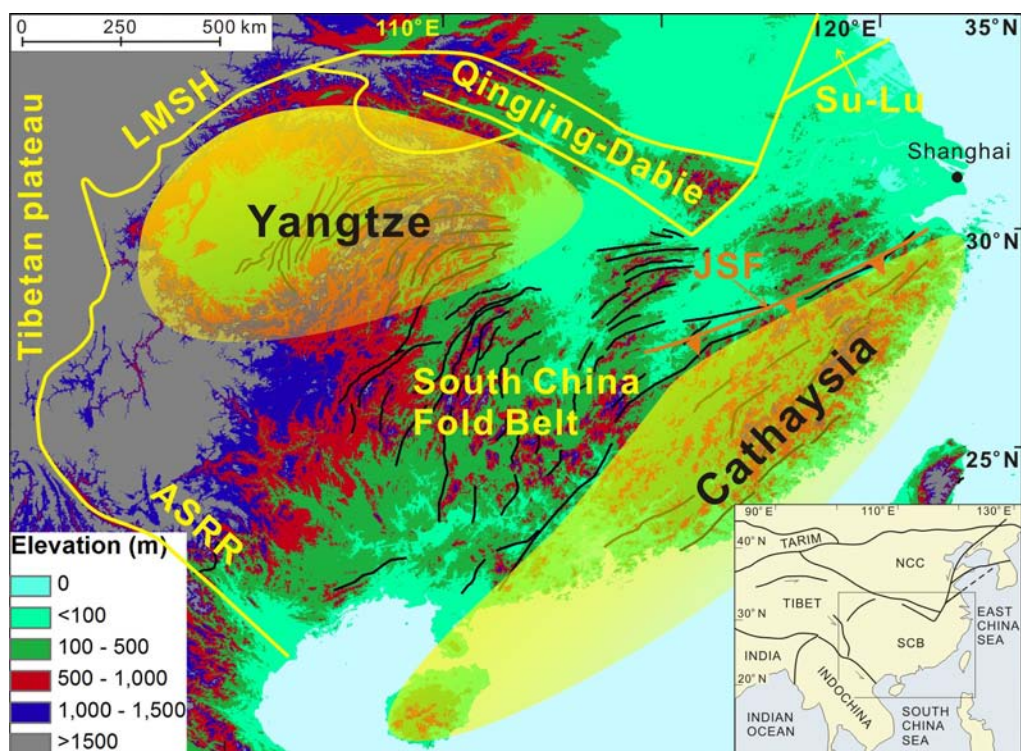 0 250 500 km
110°E
120°E
35°N
Qingling-Dabie
Su-Lu
LMSH
Shanghai
Tibetan plateau
Yangtze
30°N
JSF
South China
Fold Belt
Cathaysia
25°N
ASRR
Elevation (m)
0
<100
100 - 500
500 - 1,000
1,000 - 1,500
>1500
90°E 110°E 130°E
40°N
TARIM
NCC
TIBET
30°N
EAST
CHINA
SEA
SCB
INDIA
20°N
INDOCHINA
INDIAN
OCEAN
SOUTH
CHINA
SEA